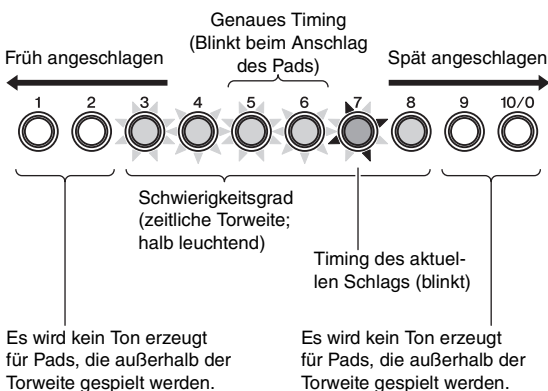 Genaues Timing
(Blinkt beim Anschlag
des Pads)
Früh angeschlagen
Spät angeschlagen
1 2 3 4 5 6 7 8 9 10/0
Schwierigkeitsgrad
(zeitliche Torweite;
halb leuchtend)
Timing des aktuel-
len Schlags (blinkt)
Es wird kein Ton erzeugt
für Pads, die außerhalb der
Torweite gespielt werden.
Es wird kein Ton erzeugt
für Pads, die außerhalb der
Torweite gespielt werden.